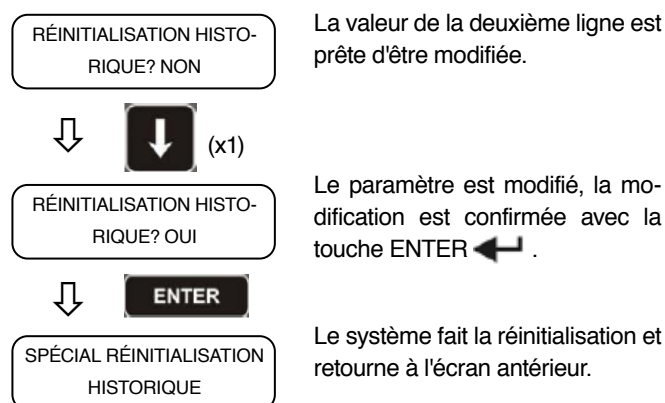 RÉINITIALISATION HISTO-
RIQUE? NON
La valeur de la deuxième ligne est
prête d'être modifiée.
(x1)
RÉINITIALISATION HISTO-
RIQUE? OUI
Le paramètre est modifié, la mo-
dification est confirmée avec la
touche ENTER .
ENTER
SPÉCIAL RÉINITIALISATION
HISTORIQUE
Le système fait la réinitialisation et
retourne à l'écran antérieur.